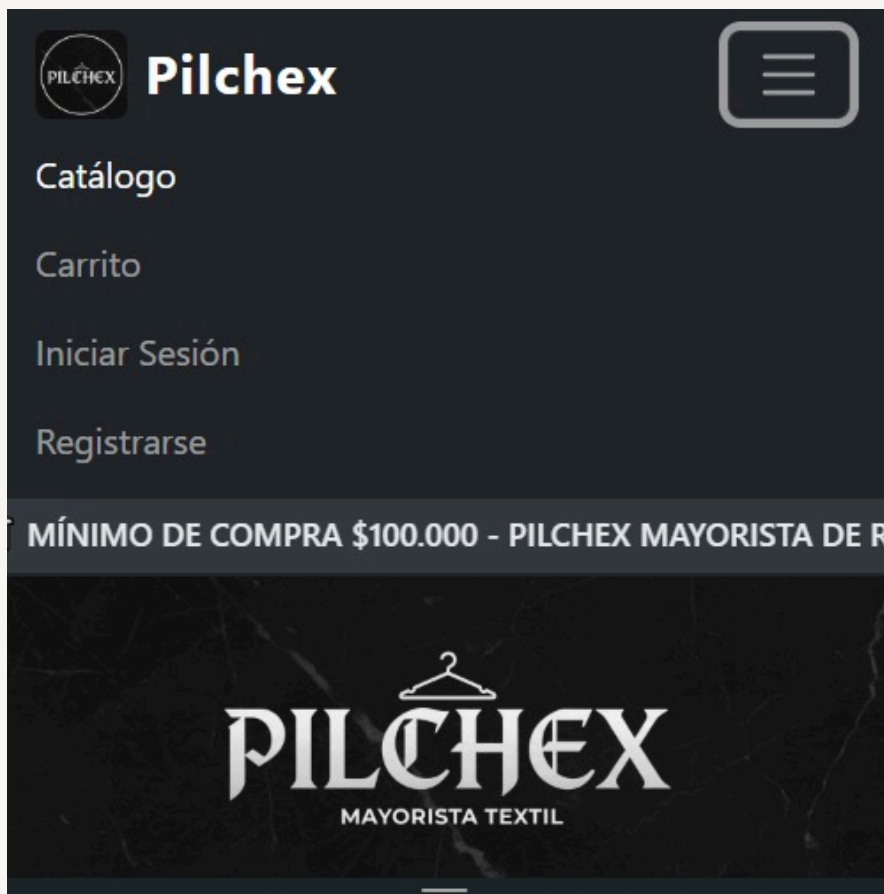 PILCHEX Pilchex
Catálogo
Carrito
Iniciar Sesión
Registrarse
MÍNIMO DE COMPRA $100.000 - PILCHEX MAYORISTA DE
PILCHEX
MAYORISTA TEXTIL